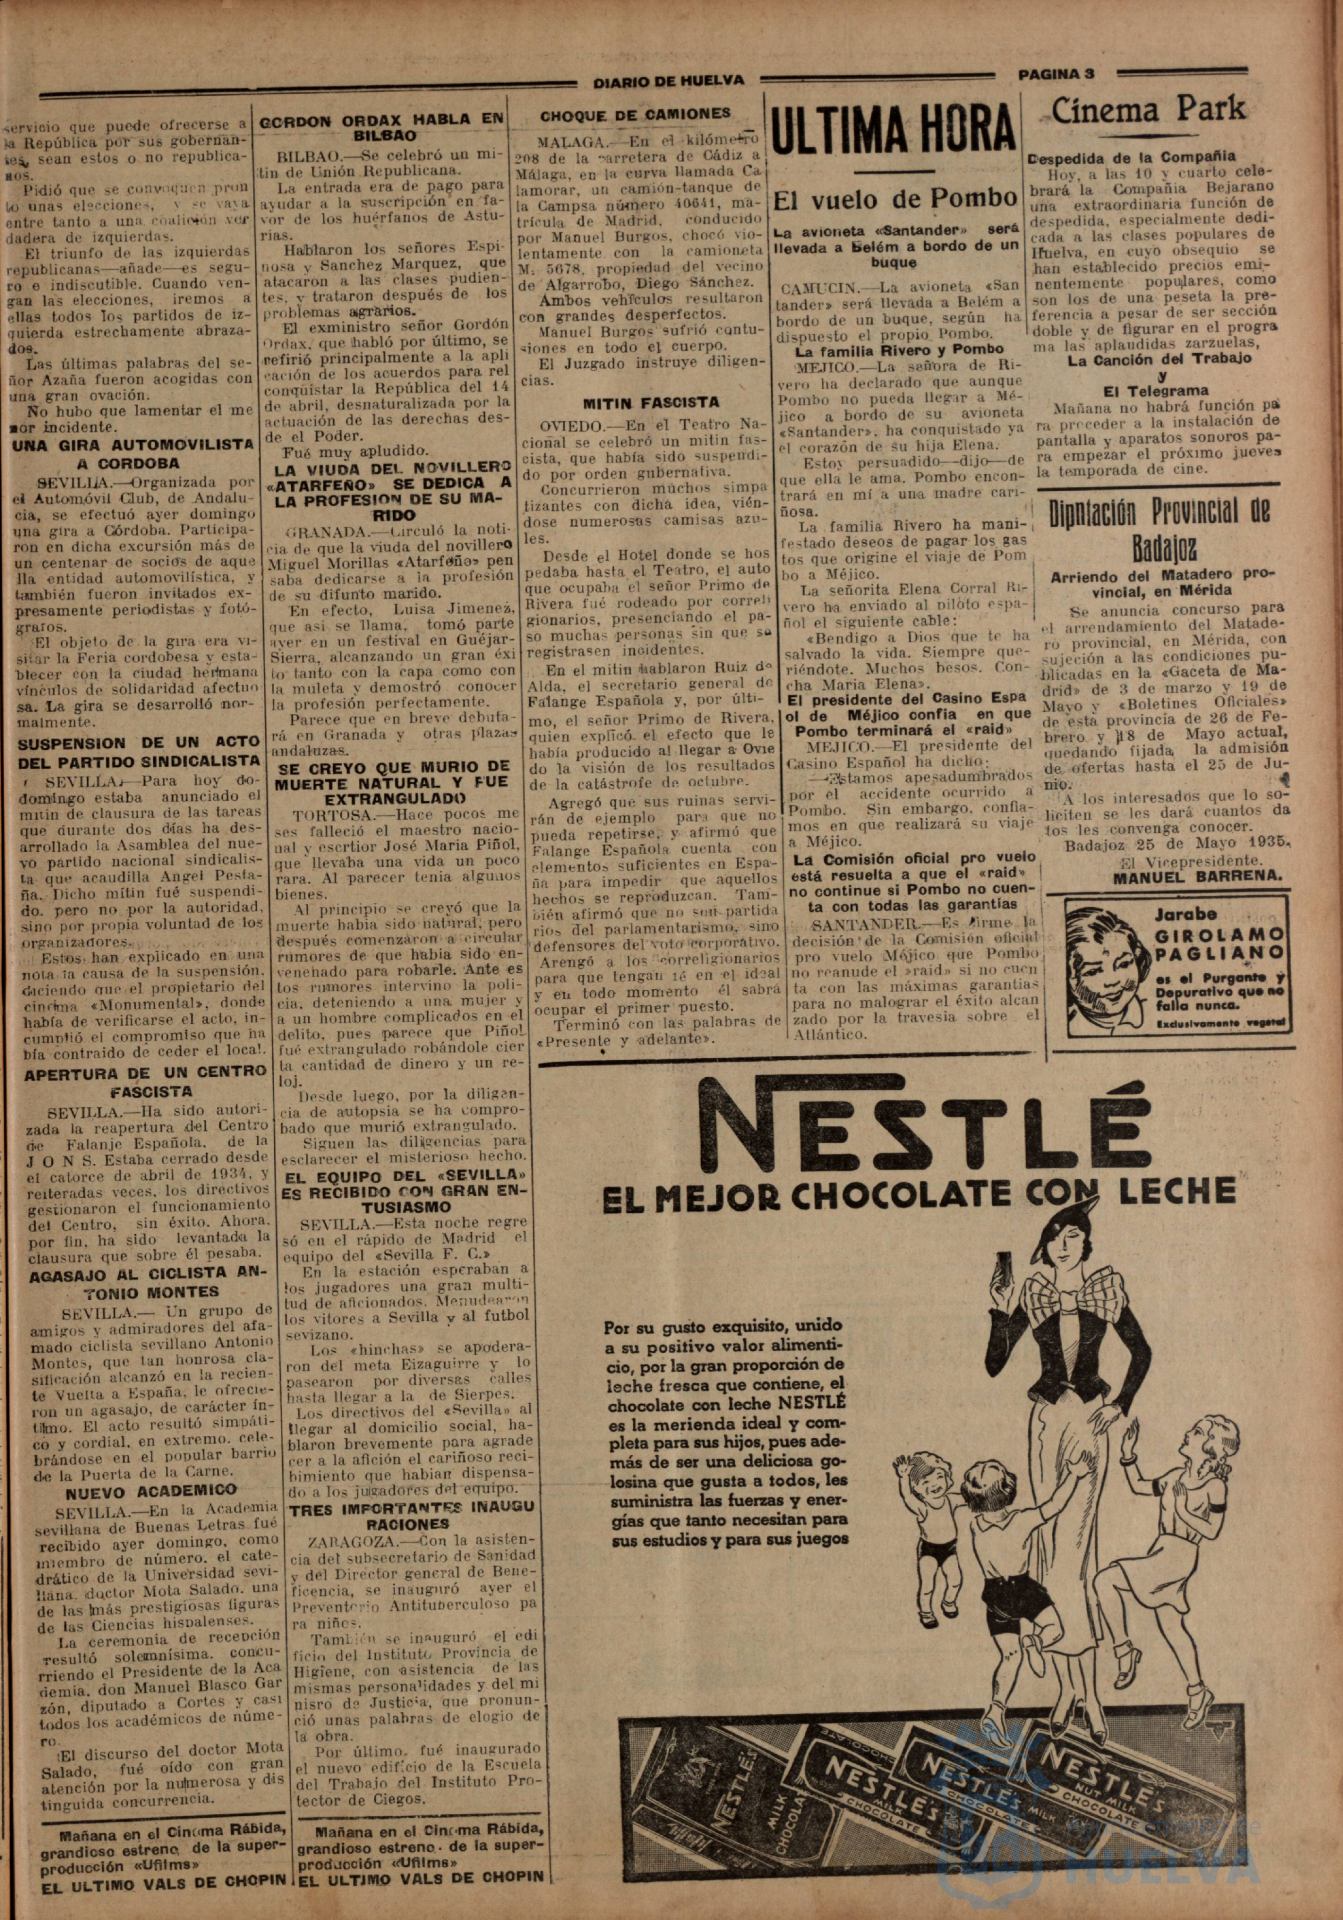 DIARIO DE HUELVA
PAGINA 3
servicio que puede ofrecerse a
la República por sus gobernan-
tes, sean estos o no republica-
nos.
Pidió que se convoquen pron
to unas elecciones, y se vaya
entre tanto a una coalición ver
dadera de izquierdas.
El triunfo de las izquierdas
republicanas—añade—es segu-
ro e indiscutible. Cuando ven-
gan las elecciones, iremos a
ellas todos los partidos de iz-
quierda estrechamente abraza-
dos.
Las últimas palabras del se-
ñor Azaña fueron acogidas con
una gran ovación.
No hubo que lamentar el me
nor incidente.
UNA GIRA AUTOMOVILISTA
A CORDOBA
SEVILLA.—Organizada por
el Automóvil Club, de Andalu-
cia, se efectuó ayer domingo
una gira a Córdoba. Participa-
ron en dicha excursión más de
un centenar de socios de aque
lla entidad automovilística, y
también fueron invitados ex-
presamente periodistas y fotó-
grafos.
El objeto de la gira era vi-
sitar la Feria cordobesa y esta-
blecer con la ciudad hermana
vínculos de solidaridad afectuo
sa. La gira se desarrolló nor-
malmente.
SUSPENSION DE UN ACTO
DEL PARTIDO SINDICALISTA
SEVILLA.—Para hoy do-
domingo estaba anunciado el
mitin de clausura de las tareas
que durante dos días ha des-
arrollado la Asamblea del nue-
vo partido nacional sindicalis-
ta que acaudilla Angel Pesta-
ña. Dicho mitin fué suspendi-
do, pero no por la autoridad,
sino por propia voluntad de los
organizadores.
Estos han explicado en una
nota la causa de la suspensión,
diciendo que el propietario del
cinema «Monumental», donde
había de verificarse el acto, in-
cumplió el compromiso que ha
bía contraido de ceder el local.
APERTURA DE UN CENTRO
FASCISTA
SEVILLA.—Ha sido autori-
zada la reapertura del Centro
de Falanje Española, de la
J O N S. Estaba cerrado desde
el catorce de abril de 1934, y
reiteradas veces, los directivos
gestionaron el funcionamiento
del Centro, sin éxito. Ahora,
por fin, ha sido levantada la
clausura que sobre él pesaba.
AGASAJO AL CICLISTA AN-
TONIO MONTES
SEVILLA.— Un grupo de
amigos y admiradores del afa-
mado ciclista sevillano Antonio
Montes, que tan honrosa cla-
sificación alcanzó en la recien-
te Vuelta a España, le ofrecie-
ron un agasajo, de carácter ín-
timo. El acto resultó simpáti-
co y cordial, en extremo, cele-
brándose en el popular barrio
de la Puerta de la Carne.
NUEVO ACADEMICO
SEVILLA.—En la Academia
sevillana de Buenas Letras fué
recibido ayer domingo, como
miembro de número, el cate-
drático de la Universidad sevi-
llana, doctor Mota Salado, una
de las más prestigiosas figuras
de las Ciencias hispalenses.
La ceremonia de recepción
resultó solemnísima, concu-
rriendo el Presidente de la Aca
demia, don Manuel Blasco Gar
zón, diputado a Cortes y casi
todos los académicos de núme-
ro.
El discurso del doctor Mota
Salado, fué oído con gran
atención por la numerosa y dis
tinguida concurrencia.
Mañana en el Cinema Rábida,
grandioso estreno de la super-
producción «Ufilms»
EL ULTIMO VALS DE CHOPIN
GORDON ORDAX HABLA EN
BILBAO
BILBAO.—Se celebró un mi-
tin de Unión Republicana.
La entrada era de pago para
ayudar a la suscripción en fa-
vor de los huérfanos de Astu-
rias.
Hablaron los señores Espi-
nosa y Sanchez Marquez, que
atacaron a las clases pudien-
tes, y trataron después de los
problemas agrarios.
El exministro señor Gordón
Ordax, que habló por último, se
refirió principalmente a la apli
cación de los acuerdos para rel
conquistar la República del 14
de abril, desnaturalizada por la
actuación de las derechas des-
de el Poder.
Fué muy apludido.
LA VIUDA DEL NOVILLERO
«ATARFEÑO» SE DEDICA A
LA PROFESION DE SU MA-
RIDO
GRANADA.—Circuló la noti-
cia de que la viuda del novillero
Miguel Morillas «Atarfeño» pen
saba dedicarse a la profesión
de su difunto marido.
En efecto, Luisa Jimenez,
que así se llama, tomó parte
ayer en un festival en Guéjar-
Sierra, alcanzando un gran éxi
to tanto con la capa como con
la muleta y demostró conocer
la profesión perfectamente.
Parece que en breve debuta-
rá en Granada y otras plazas
andaluzas.
SE CREYO QUE MURIO DE
MUERTE NATURAL Y FUE
EXTRANGULADO
TORTOSA.—Hace pocos me
ses falleció el maestro nacio-
nal y escrtior José Maria Piñol,
que llevaba una vida un poco
rara. Al parecer tenia algunos
bienes.
Al principio se creyó que la
muerte habia sido natural, pero
después comenzaron a circular
rumores de que había sido en-
venehado para robarle. Ante es
tos rumores intervino la poli-
cia, deteniendo a una mujer y
a un hombre complicados en el
delito, pues parece que Piñol
fué extrangulado robándole cier
ta cantidad de dinero y un re-
loj.
Desde luego, por la diligen-
cia de autopsia se ha compro-
bado que murió extrangulado.
Siguen las diligencias para
esclarecer el misterioso hecho.
EL EQUIPO DEL «SEVILLA»
ES RECIBIDO CON GRAN EN-
TUSIASMO
SEVILLA.—Esta noche regre
só en el rápido de Madrid el
equipo del «Sevilla F. C.»
En la estación esperaban a
los jugadores una gran multi-
tud de aficionados. Menudearon
los vitores a Sevilla y al futbol
sevizano.
Los «hinchas» se apodera-
ron del meta Eizaguirre y lo
pasearon por diversas calles
hasta llegar a la de Sierpes.
Los directivos del «Sevilla» al
llegar al domicilio social, ha-
blaron brevemente para agrade
cer a la afición el cariñoso reci-
bimiento que habian dispensa-
do a los jugadores del equipo.
TRES IMPORTANTES INAUGU
RACIONES
ZARAGOZA.—Con la asisten-
cia del subsecretario de Sanidad
y del Director general de Bene-
ficencia, se inauguró ayer el
Preventorio Antituberculoso pa
ra niños.
También se inauguró el edi
ficio del Instituto Provincia de
Higiene, con asistencia de las
mismas personalidades y del mi
nisro de Justicia, que pronun-
ció unas palabras de elogio de
la obra.
Por último, fué inaugurado
el nuevo edificio de la Escuela
del Trabajo del Instituto Pro-
tector de Ciegos.
Mañana en el Cinema Rábida,
grandioso estreno de la super-
producción «Ufilms»
EL ULTIMO VALS DE CHOPIN
CHOQUE DE CAMIONES
MALAGA.—En el kilómetro
208 de la carretera de Cádiz a
Málaga, en la curva llamada Ca
lamorar, un camión-tanque de
la Campsa número 40641, ma-
trícula de Madrid, conducido
por Manuel Burgos, chocó vio-
lentamente con la camioneta
M. 5678, propiedad del vecino
de Algarrobo, Diego Sánchez.
Ambos vehículos resultaron
con grandes desperfectos.
Manuel Burgos sufrió contu-
siones en todo el cuerpo.
El Juzgado instruye diligen-
cias.
MITIN FASCISTA
OVIEDO.—En el Teatro Na-
cional se celebró un mitin fas-
cista, que había sido suspendi-
do por orden gubernativa.
Concurrieron muchos simpa
tizantes con dicha idea, vién-
dose numerosas camisas azu-
les.
Desde el Hotel donde se hos
pedaba hasta el Teatro, el auto
que ocupaba el señor Primo de
Rivera fué rodeado por correli
gionarios, presenciando el pa-
so muchas personas sin que se
registrasen incidentes.
En el mitin hablaron Ruiz de
Alda, el secretario general de
Falange Española y, por últi-
mo, el señor Primo de Rivera,
quien explicó el efecto que le
había producido al llegar a Ovie
do la visión de los resultados
de la catástrofe de octubre.
Agregó que sus ruinas servi-
rán de ejemplo para que no
pueda repetirse, y afirmó que
Falange Española cuenta con
elementos suficientes en Espa-
ña para impedir que aquellos
hechos se reproduzcan. Tam-
bién afirmó que no son partida
rios del parlamentarismo, sino
defensores del voto corporativo.
Arengó a los correligionarios
para que tengan fé en el ideal
y en todo momento él sabrá
ocupar el primer puesto.
Terminó con las palabras de
«Presente y adelante».
ULTIMA HORA
El vuelo de Pombo
La avioneta «Santander» será
llevada a Belém a bordo de un
buque
CAMUCIN.—La avioneta «San
tander» será llevada a Belém a
bordo de un buque, según ha
dispuesto el propio Pombo.
La familia Rivero y Pombo
MEJICO.—La señora de Ri-
vero ha declarado que aunque
Pombo no pueda llegar a Mé-
jico a bordo de su avioneta
«Santander», ha conquistado ya
el corazón de su hija Elena.
Estoy persuadido—dijo—de
que ella le ama. Pombo encon-
trará en mí a una madre cari-
ñosa.
La familia Rivero ha mani-
festado deseos de pagar los gas
tos que origine el viaje de Pom
bo a Méjico.
La señorita Elena Corral Ri-
vero ha enviado al pilóto espa-
ñol el siguiente cable:
«Bendigo a Dios que te ha
salvado la vida. Siempre que-
riéndote. Muchos besos. Con-
cha Maria Elena».
El presidente del Casino Espa
ol de Méjico confia en que
Pombo terminará el «raid»
MEJICO.—El presidente del
Casino Español ha dicho:
—Estamos apesadumbrados
por el accidente ocurrido a
Pombo. Sin embargo, confia-
mos en que realizará su viaje
a Méjico.
La Comisión oficial pro vuelo
está resuelta a que el «raid»
no continue si Pombo no cuen-
ta con todas las garantías
SANTANDER.—Es firme la
decisión de la Comisión oficial
pro vuelo Méjico que Pombo
no reanude el »raid» si no cuen
ta con las máximas garantias
para no malograr el éxito alcan
zado por la travesia sobre el
Atlántico.
Cinema Park
Despedida de la Compañia
Hoy, a las 10 y cuarto cele-
brará la Compañia Bejarano
una extraordinaria función de
despedida, especialmente dedi-
cada a las clases populares de
Huelva, en cuyo obsequio se
han establecido precios emi-
nentemente populares, como
son los de una peseta la pre-
ferencia a pesar de ser sección
doble y de figurar en el progra
ma las aplaudidas zarzuelas,
La Canción del Trabajo
y
El Telegrama
Mañana no habrá función pa
ra proceder a la instalación de
pantalla y aparatos sonoros pa-
ra empezar el próximo jueves
la temporada de cine.
Dipntación Provincial de
Badajoz
Arriendo del Matadero pro-
vincial, en Mérida
Se anuncia concurso para
el arrendamiento del Matade-
ro provincial, en Mérida, con
sujeción a las condiciones pu-
blicadas en la «Gaceta de Ma-
drid» de 3 de marzo y 19 de
Mayo y «Boletines Oficiales»
de esta provincia de 26 de Fe-
brero y 18 de Mayo actual,
quedando fijada la admisión
de ofertas hasta el 25 de Ju-
nio.
A los interesados que lo so-
liciten se les dará cuantos da
tos les convenga conocer.
Badajoz 25 de Mayo 1935.
El Vicepresidente.
MANUEL BARRENA.
Jarabe
GIROLAMO
PAGLIANO
es el Purgante y
Depurativo que no
falla nunca.
Exclusivamente vegetal
NESTLÉ
EL MEJOR CHOCOLATE CON LECHE
Por su gusto exquisito, unido
a su positivo valor alimenti-
cio, por la gran proporción de
leche fresca que contiene, el
chocolate con leche NESTLÉ
es la merienda ideal y com-
pleta para sus hijos, pues ade-
más de ser una deliciosa go-
losina que gusta a todos, les
suministra las fuerzas y ener-
gías que tanto necesitan para
sus estudios y para sus juegos
NESTLÉ'S
MILK
CHOCOLATE
NESTLÉ'S
MILK
CHOCOLATE
NESTLÉ'S
MILK
CHOCOLATE
NESTLÉ'S
NUT MILK
CHOCOLATE
HUELVA